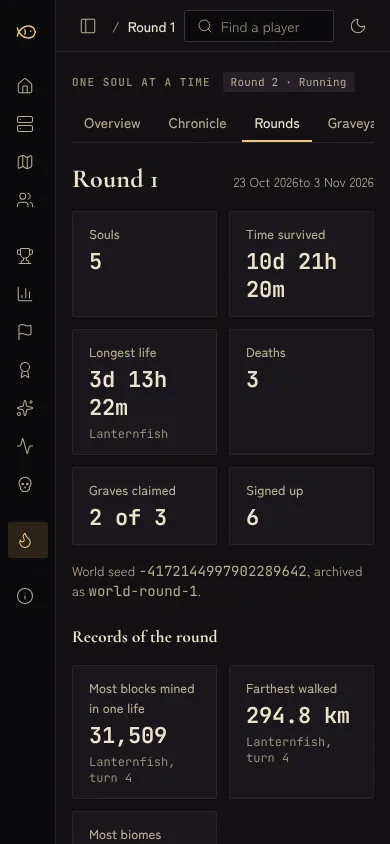 / Round 1 Find a player
ONE SOUL AT A TIME Round 2 · Running
Overview Chronicle Rounds Graveya
Round 1 23 Oct 2026to 3 Nov 2026
Souls
5
Time survived
10d 21h
20m
Longest life
3d 13h
22m
Lanternfish
Deaths
3
Graves claimed
2 of 3
Signed up
6
World seed -4172144997902289642, archived
as world-round-1.
Records of the round
Most blocks mined
in one life
31,509
Lanternfish,
turn 4
Farthest walked
294.8 km
Lanternfish,
turn 4
Most biomes